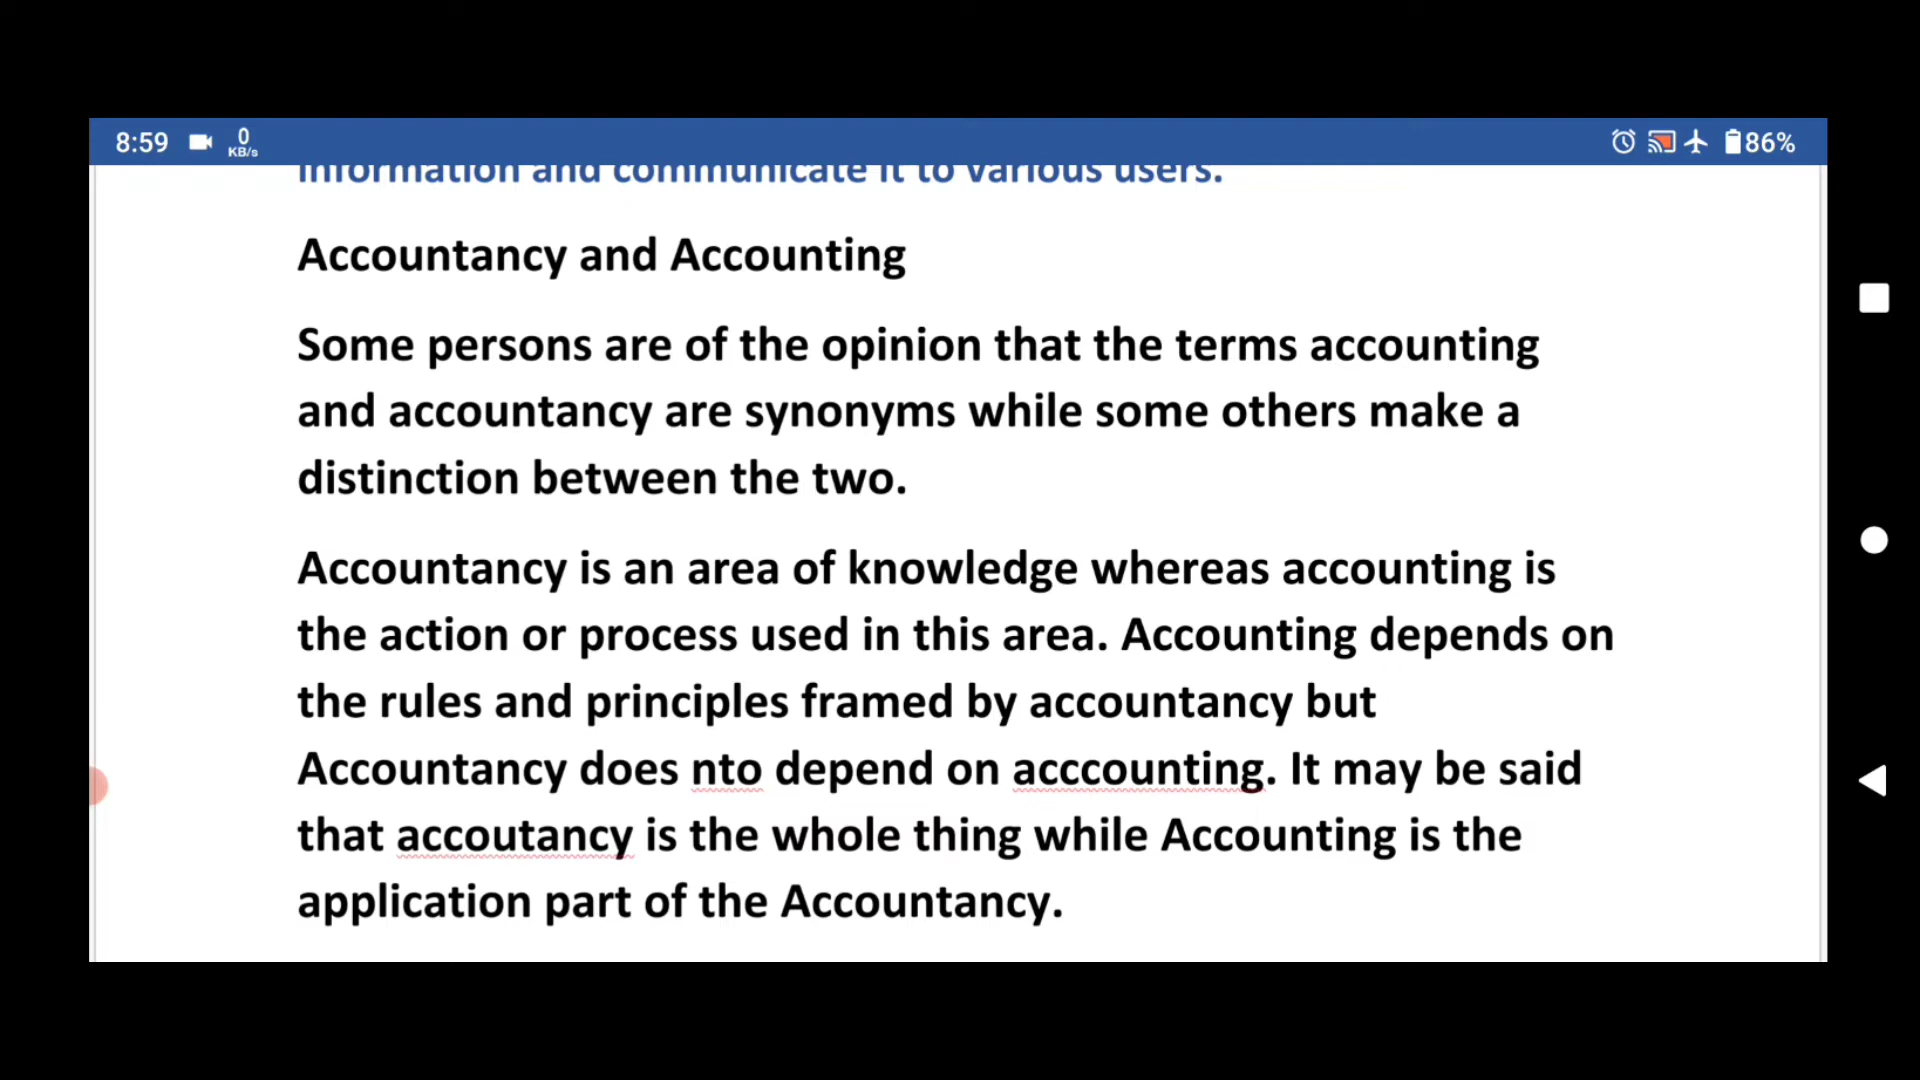 8:59 0 KB/s 86%
information and communicate it to various users.
Accountancy and Accounting
Some persons are of the opinion that the terms accounting
and accountancy are synonyms while some others make a
distinction between the two.
Accountancy is an area of knowledge whereas accounting is
the action or process used in this area. Accounting depends on
the rules and principles framed by accountancy but
Accountancy does nto depend on acccounting. It may be said
that accoutancy is the whole thing while Accounting is the
application part of the Accountancy.